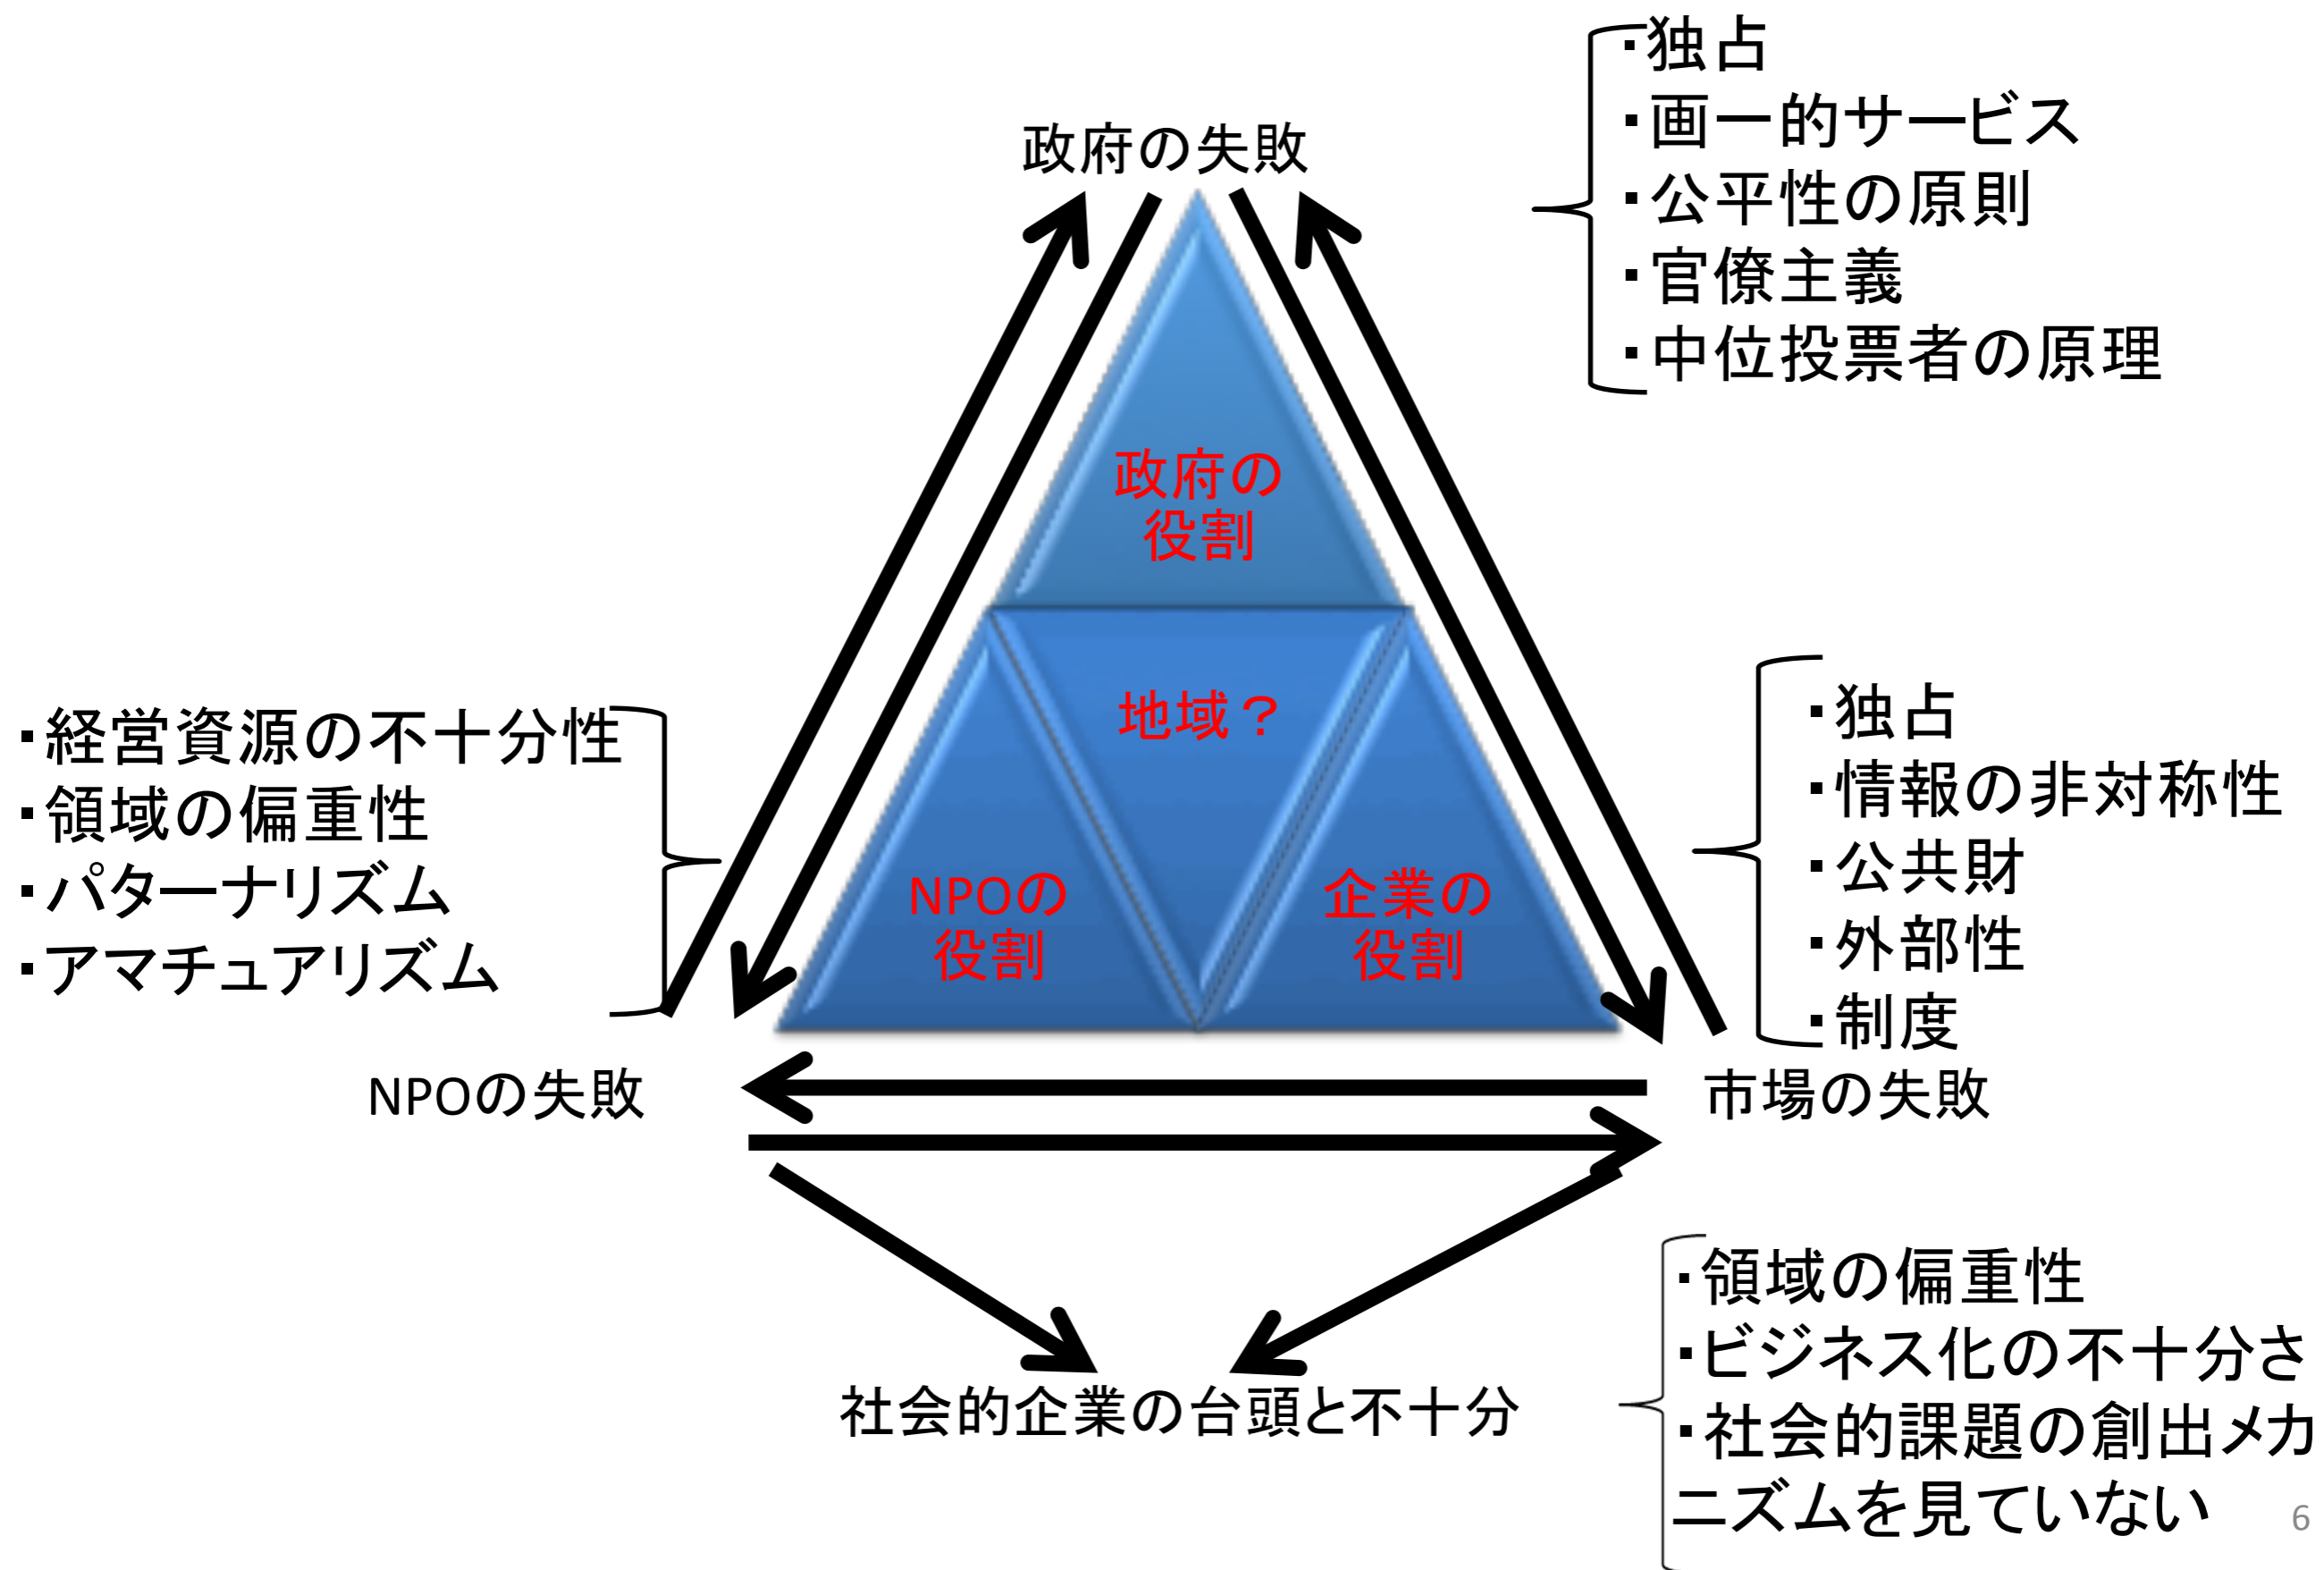 ・独占
・画一的サービス
・公平性の原則
・官僚主義
・中位投票者の原理
政府の失敗
政府の
役割
地域？
NPOの
役割
企業の
役割
・経営資源の不十分性
・領域の偏重性
・パターナリズム
・アマチュアリズム
・独占
・情報の非対称性
・公共財
・外部性
・制度
NPOの失敗
市場の失敗
社会的企業の台頭と不十分
・領域の偏重性
・ビジネス化の不十分さ
・社会的課題の創出メカ
ニズムを見ていない
6